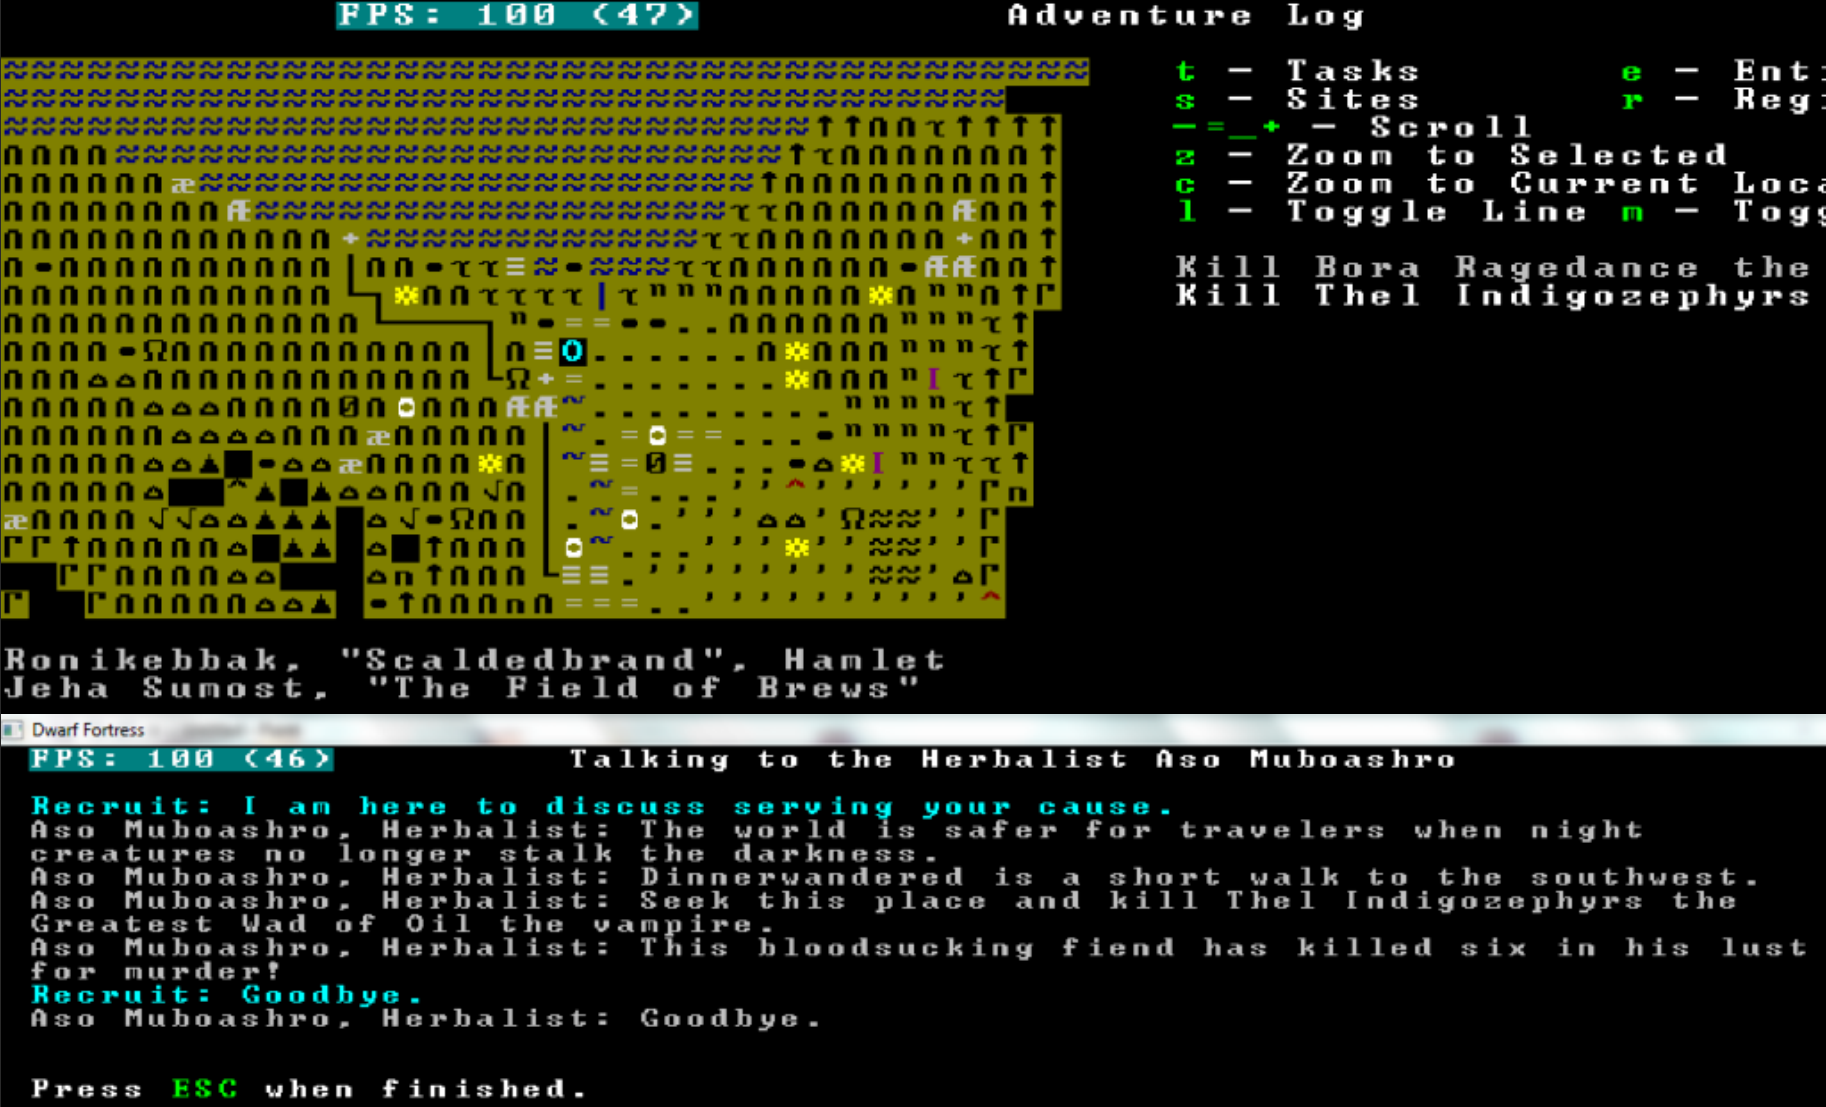 FPS: 100 (47)
Adventure Log
t - Tasks e - Ent
s - Sites r - Reg
-=_+ - Scroll
z - Zoom to Selected
c - Zoom to Current Loc
l - Toggle Line m - Togg
Kill Bora Ragedance the
Kill Thel Indigozephyrs
Ronikebbak, "Scaldedbrand", Hamlet
Jeha Sumost, "The Field of Brews"
Dwarf Fortress
FPS: 100 (46)
Talking to the Herbalist Aso Muboashro
Recruit: I am here to discuss serving your cause.
Aso Muboashro, Herbalist: The world is safer for travelers when night
creatures no longer stalk the darkness.
Aso Muboashro, Herbalist: Dinnerwandered is a short walk to the southwest.
Aso Muboashro, Herbalist: Seek this place and kill Thel Indigozephyrs the
Greatest Wad of Oil the vampire.
Aso Muboashro, Herbalist: This bloodsucking fiend has killed six in his lust
for murder!
Recruit: Goodbye.
Aso Muboashro, Herbalist: Goodbye.
Press ESC when finished.